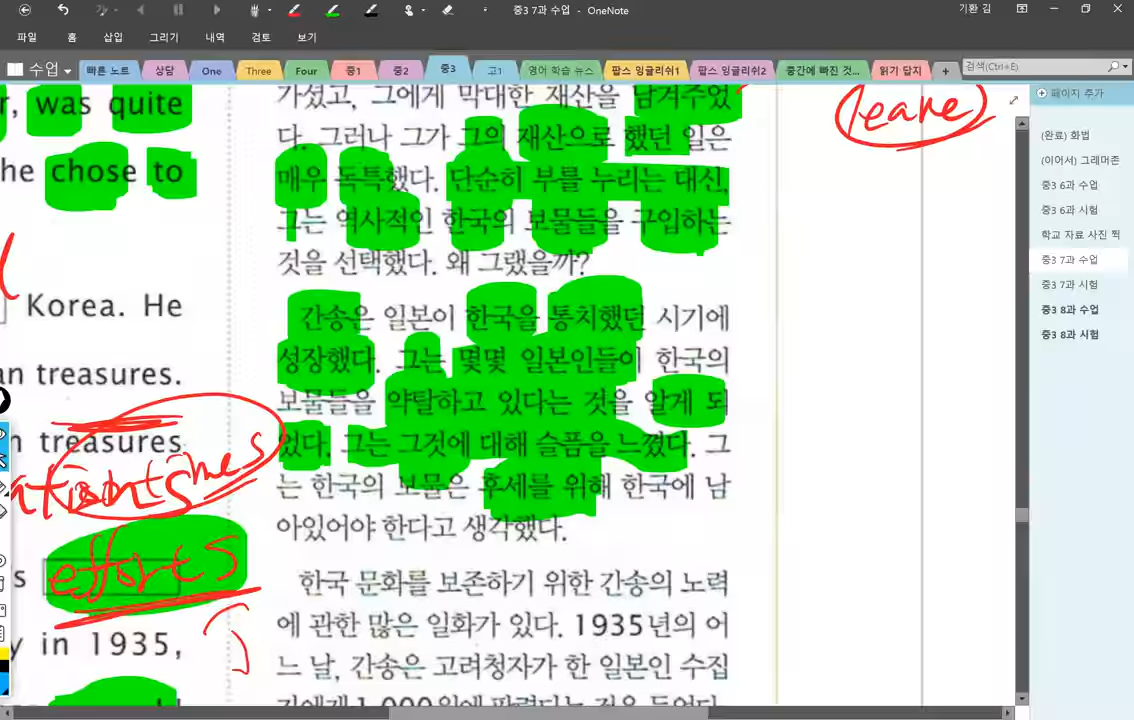 중3 7과 수업 - OneNote
기환 김
파일 홈 삽입 그리기 내역 검토 보기
수업 빠른 노트 상담 One Three Four 중1 중2 중3 고1 영어 학습 뉴스 팝스 잉글리쉬1 팝스 잉글리쉬2 중간에 빠진 것... 읽기 답지 + 검색(Ctrl+E)
페이지 추가
(완료) 화법
(이어서) 그래머존
중3 6과 수업
중3 6과 시험
학교 자료 사진 찍
중3 7과 수업
중3 7과 시험
중3 8과 수업
중3 8과 시험
r, was quite
he chose to
Korea. He
an treasures.
n treasures
efforts
y in 1935,
가셨고, 그에게 막대한 재산을 남겨주었
다. 그러나 그가 그의 재산으로 했던 일은
매우 독특했다. 단순히 부를 누리는 대신,
그는 역사적인 한국의 보물들을 구입하는
것을 선택했다. 왜 그랬을까?
간송은 일본이 한국을 통치했던 시기에
성장했다. 그는 몇몇 일본인들이 한국의
보물들을 약탈하고 있다는 것을 알게 되
었다, 그는 그것에 대해 슬픔을 느꼈다. 그
는 한국의 보물은 후세를 위해 한국에 남
아있어야 한다고 생각했다.
한국 문화를 보존하기 위한 간송의 노력
에 관한 많은 일화가 있다. 1935년의 어
느 날, 간송은 고려청자가 한 일본인 수집
가에게 1,000원에 팔렸다는 것을 들었다.
(leave)